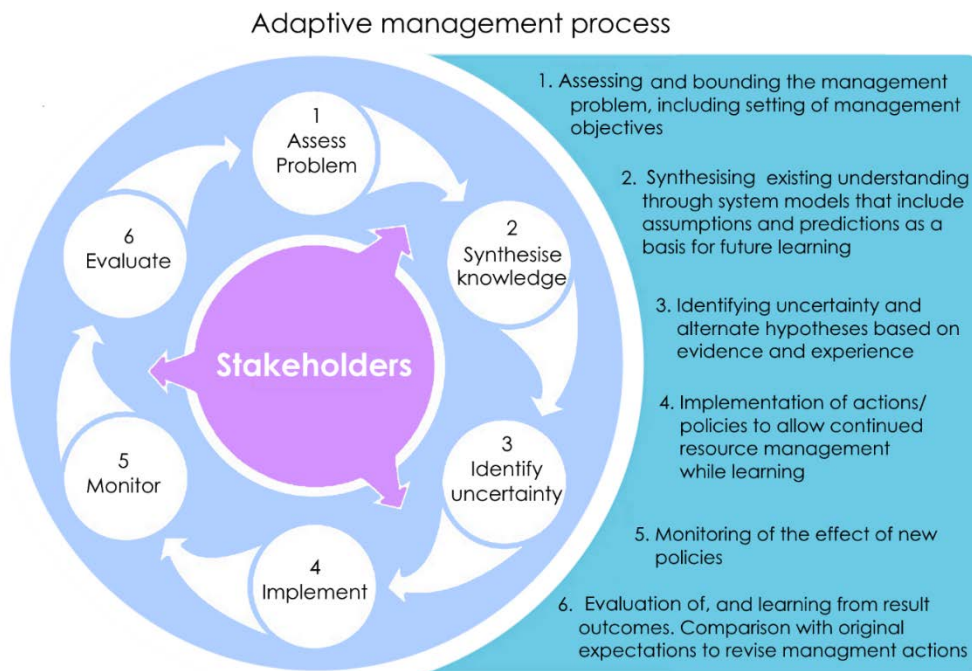 Adaptive management process
1
Assess
Problem
2
Synthesise
knowledge
3
Identify
uncertainty
4
Implement
5
Monitor
6
Evaluate
Stakeholders
1. Assessing and bounding the management
problem, including setting of management
objectives
2. Synthesising existing understanding
through system models that include
assumptions and predictions as a
basis for future learning
3. Identifying uncertainty and
alternate hypotheses based on
evidence and experience
4. Implementation of actions/
policies to allow continued
resource management
while learning
5. Monitoring of the effect of new
policies
6. Evaluation of, and learning from result
outcomes. Comparison with original
expectations to revise managment actions